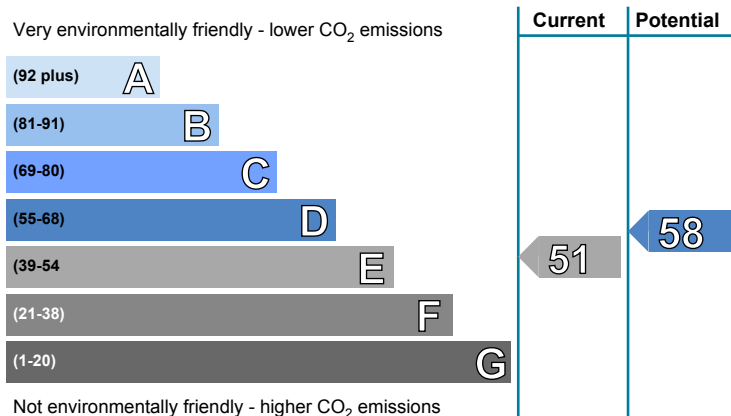 Very environmentally friendly - lower CO₂ emissions
Current
Potential
(92 plus) A
(81-91) B
(69-80) C
(55-68) D
(39-54 E
(21-38) F
(1-20) G
51
58
Not environmentally friendly - higher CO₂ emissions